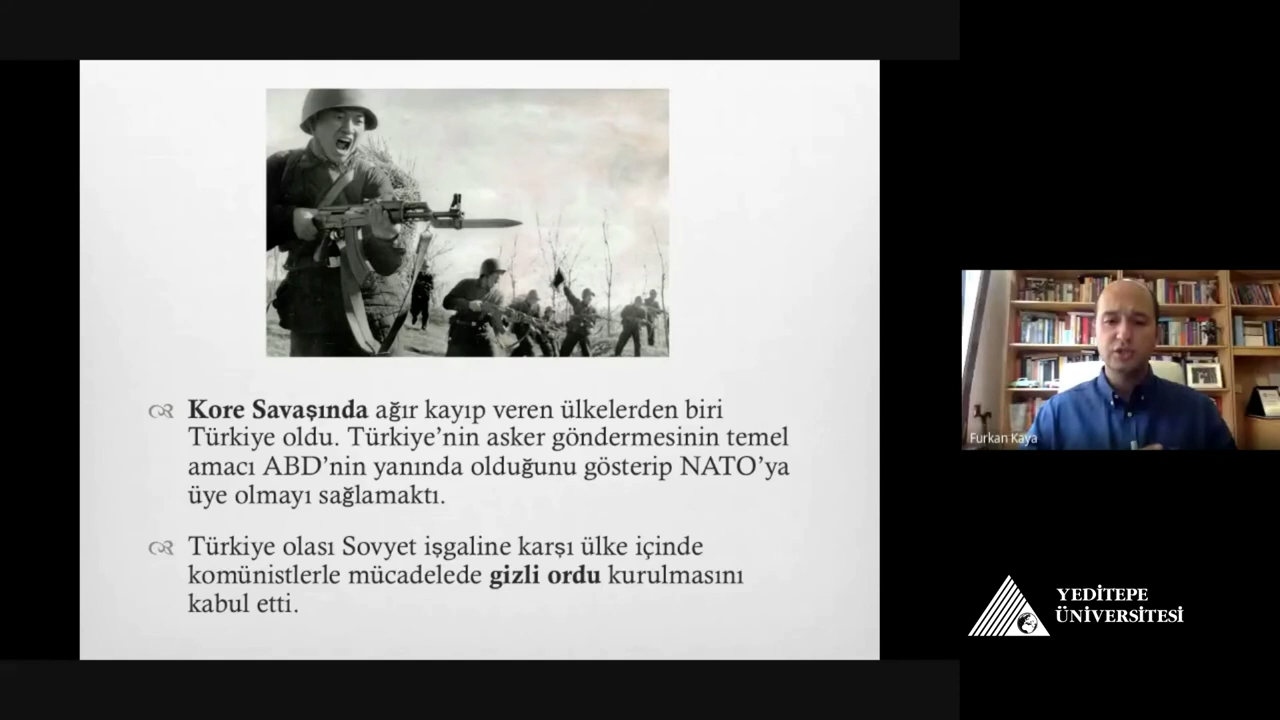 Kore Savaşında ağır kayıp veren ülkelerden biri
Türkiye oldu. Türkiye’nin asker göndermesinin temel
amacı ABD’nin yanında olduğunu gösterip NATO’ya
üye olmayı sağlamaktı.
Türkiye olası Sovyet işgaline karşı ülke içinde
komünistlerle mücadelede gizli ordu kurulmasını
kabul etti.
Furkan Kaya
YEDİTEPE
ÜNİVERSİTESİ